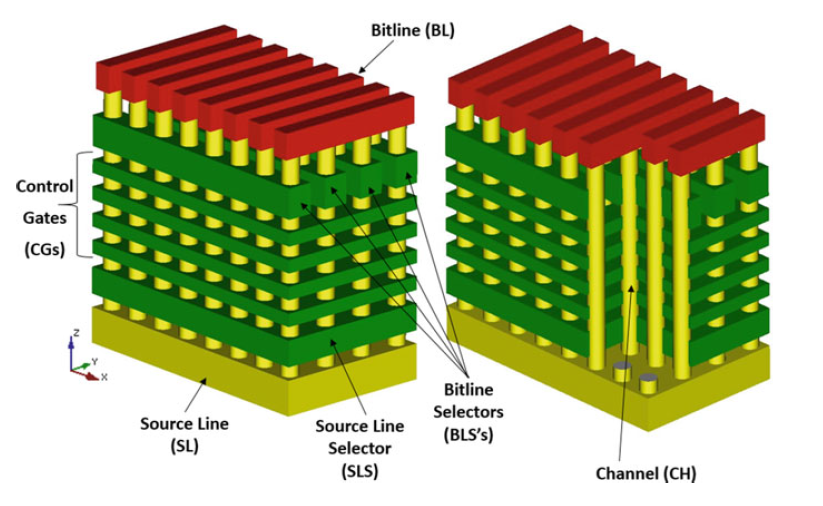 Bitline (BL)
Control
Gates
(CGs)
Z
Y
X
Source Line
(SL)
Source Line
Selector
(SLS)
Bitline
Selectors
(BLS's)
Channel (CH)